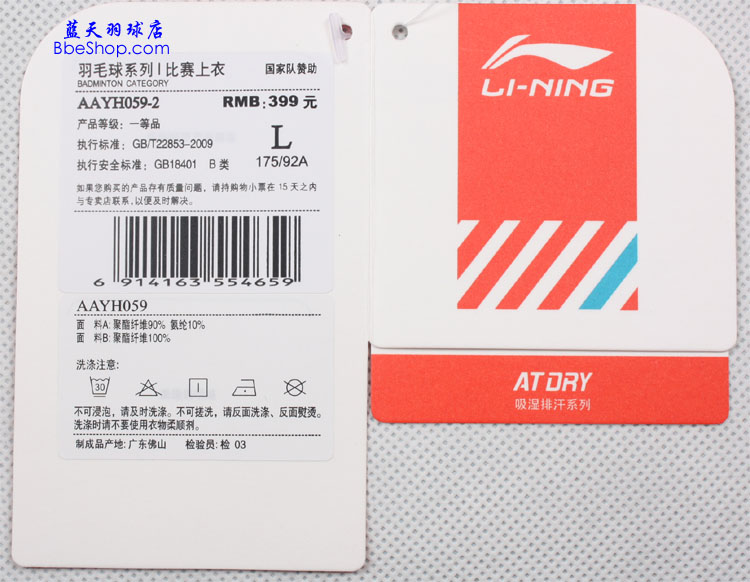 蓝天羽球店
BbeShop.com
羽毛球系列 | 比赛上衣 国家队赞助
BADMINTON CATEGORY
AAYH059-2 RMB: 399 元
产品等级: 一等品
L
执行标准: GB/T22853-2009
175/92A
执行安全标准: GB18401 B 类
如果您购买的产品存有质量问题, 请持购物小票在 15 天之内
与专卖店联系, 以便及时解决。
6 914163 554659
AAYH059
面 料A: 聚酯纤维90% 氨纶10%
面 料B: 聚酯纤维100%
洗涤注意:
30
不可浸泡, 请及时洗涤。不可搓洗, 请反面洗涤、反面熨烫。
洗涤时请不要使用衣物柔顺剂。
制成品产地: 广东佛山 检验员: 检 03
LI-NING
AT DRY
吸湿排汗系列